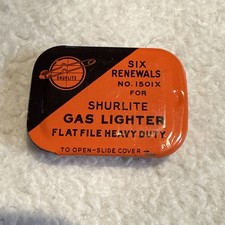 SHURLITE
SIX
RENEWALS
NO. 1501X
FOR
SHURLITE
GAS LIGHTER
FLAT FILE HEAVY DUTY
TO OPEN-SLIDE COVER →